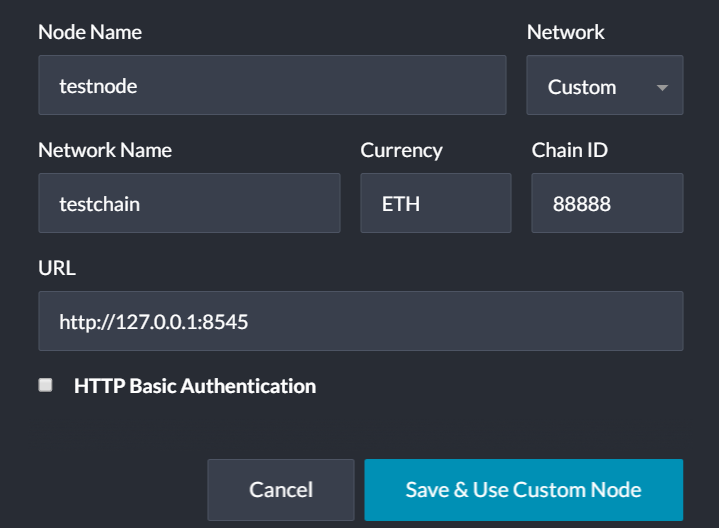 Node Name Network
testnode Custom
Network Name Currency Chain ID
testchain ETH 88888
URL
http://127.0.0.1:8545
HTTP Basic Authentication
Cancel Save & Use Custom Node